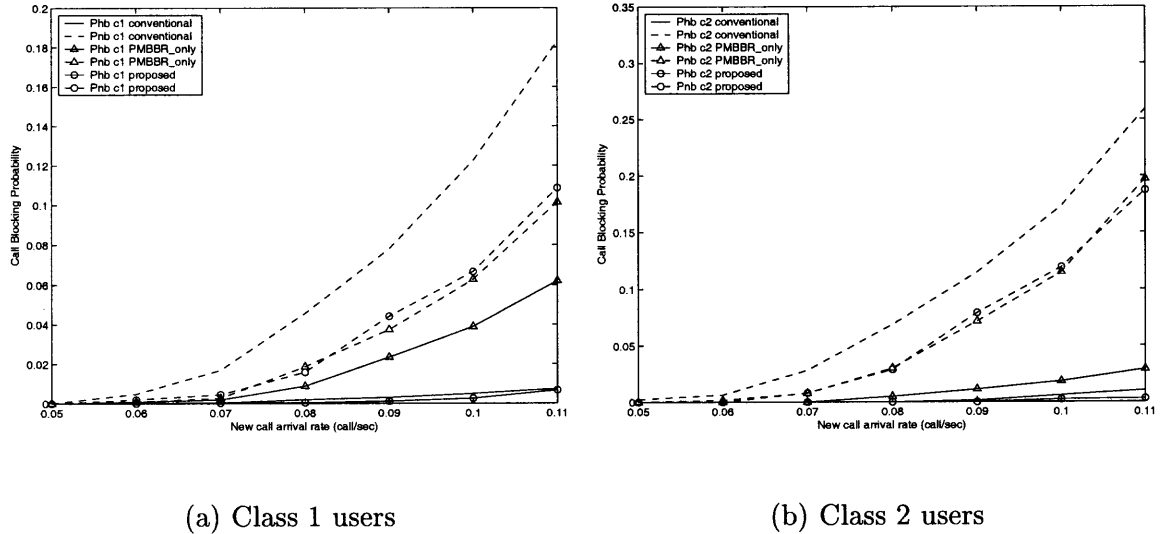 Phb c1 conventional
Pnb c1 conventional
Phb c1 PMBBR_only
Pnb c1 PMBBR_only
Phb c1 proposed
Pnb c1 proposed
0.2
0.18
0.16
0.14
0.12
0.1
0.08
0.06
0.04
0.02
0
Call Blocking Probability
0.05 0.06 0.07 0.08 0.09 0.1 0.11
New call arrival rate (call/sec)
(a) Class 1 users
Phb c2 conventional
Pnb c2 conventional
Phb c2 PMBBR_only
Pnb c2 PMBBR_only
Phb c2 proposed
Pnb c2 proposed
0.35
0.3
0.25
0.2
0.15
0.1
0.05
0
Call Blocking Probability
0.05 0.06 0.07 0.08 0.09 0.1 0.11
New call arrival rate (call/sec)
(b) Class 2 users